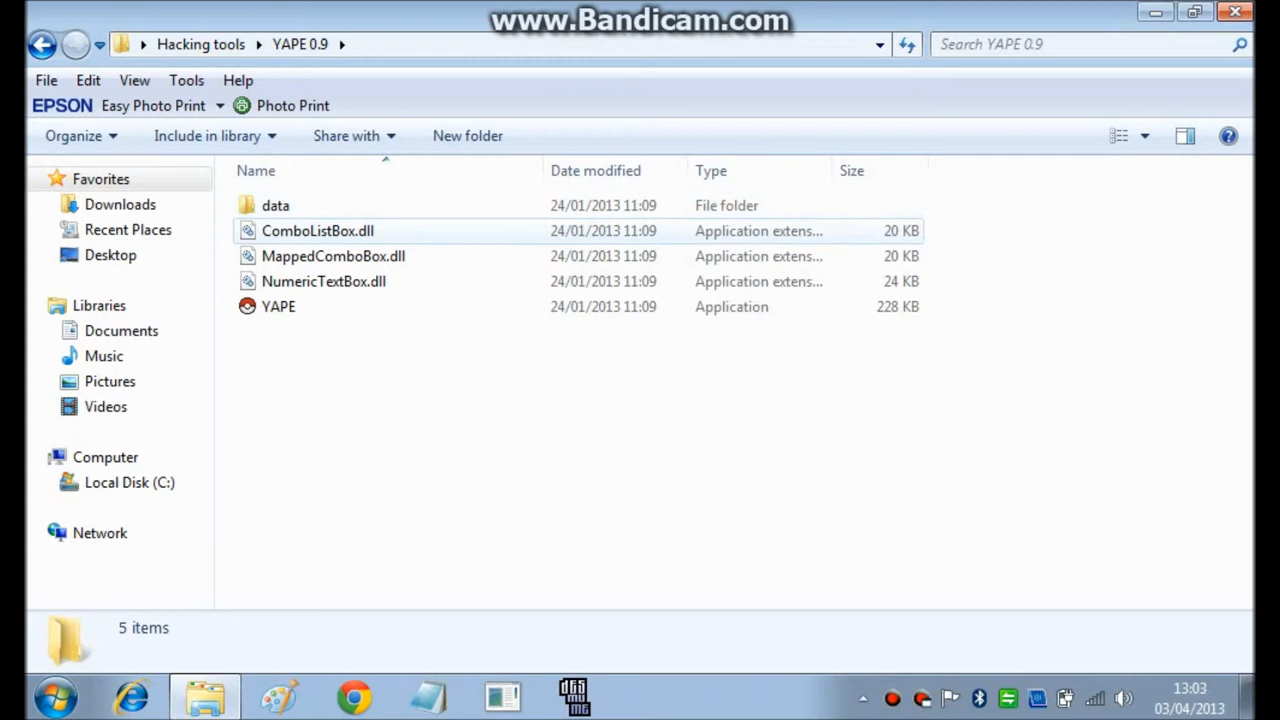 www.Bandicam.com
Hacking tools YAPE 0.9
Search YAPE 0.9
File Edit View Tools Help
EPSON Easy Photo Print Photo Print
Organize Include in library Share with New folder
Name Date modified Type Size
Favorites
Downloads
Recent Places
Desktop
Libraries
Documents
Music
Pictures
Videos
Computer
Local Disk (C:)
Network
data 24/01/2013 11:09 File folder
ComboListBox.dll 24/01/2013 11:09 Application extens... 20 KB
MappedComboBox.dll 24/01/2013 11:09 Application extens... 20 KB
NumericTextBox.dll 24/01/2013 11:09 Application extens... 24 KB
YAPE 24/01/2013 11:09 Application 228 KB
5 items
13:03
03/04/2013